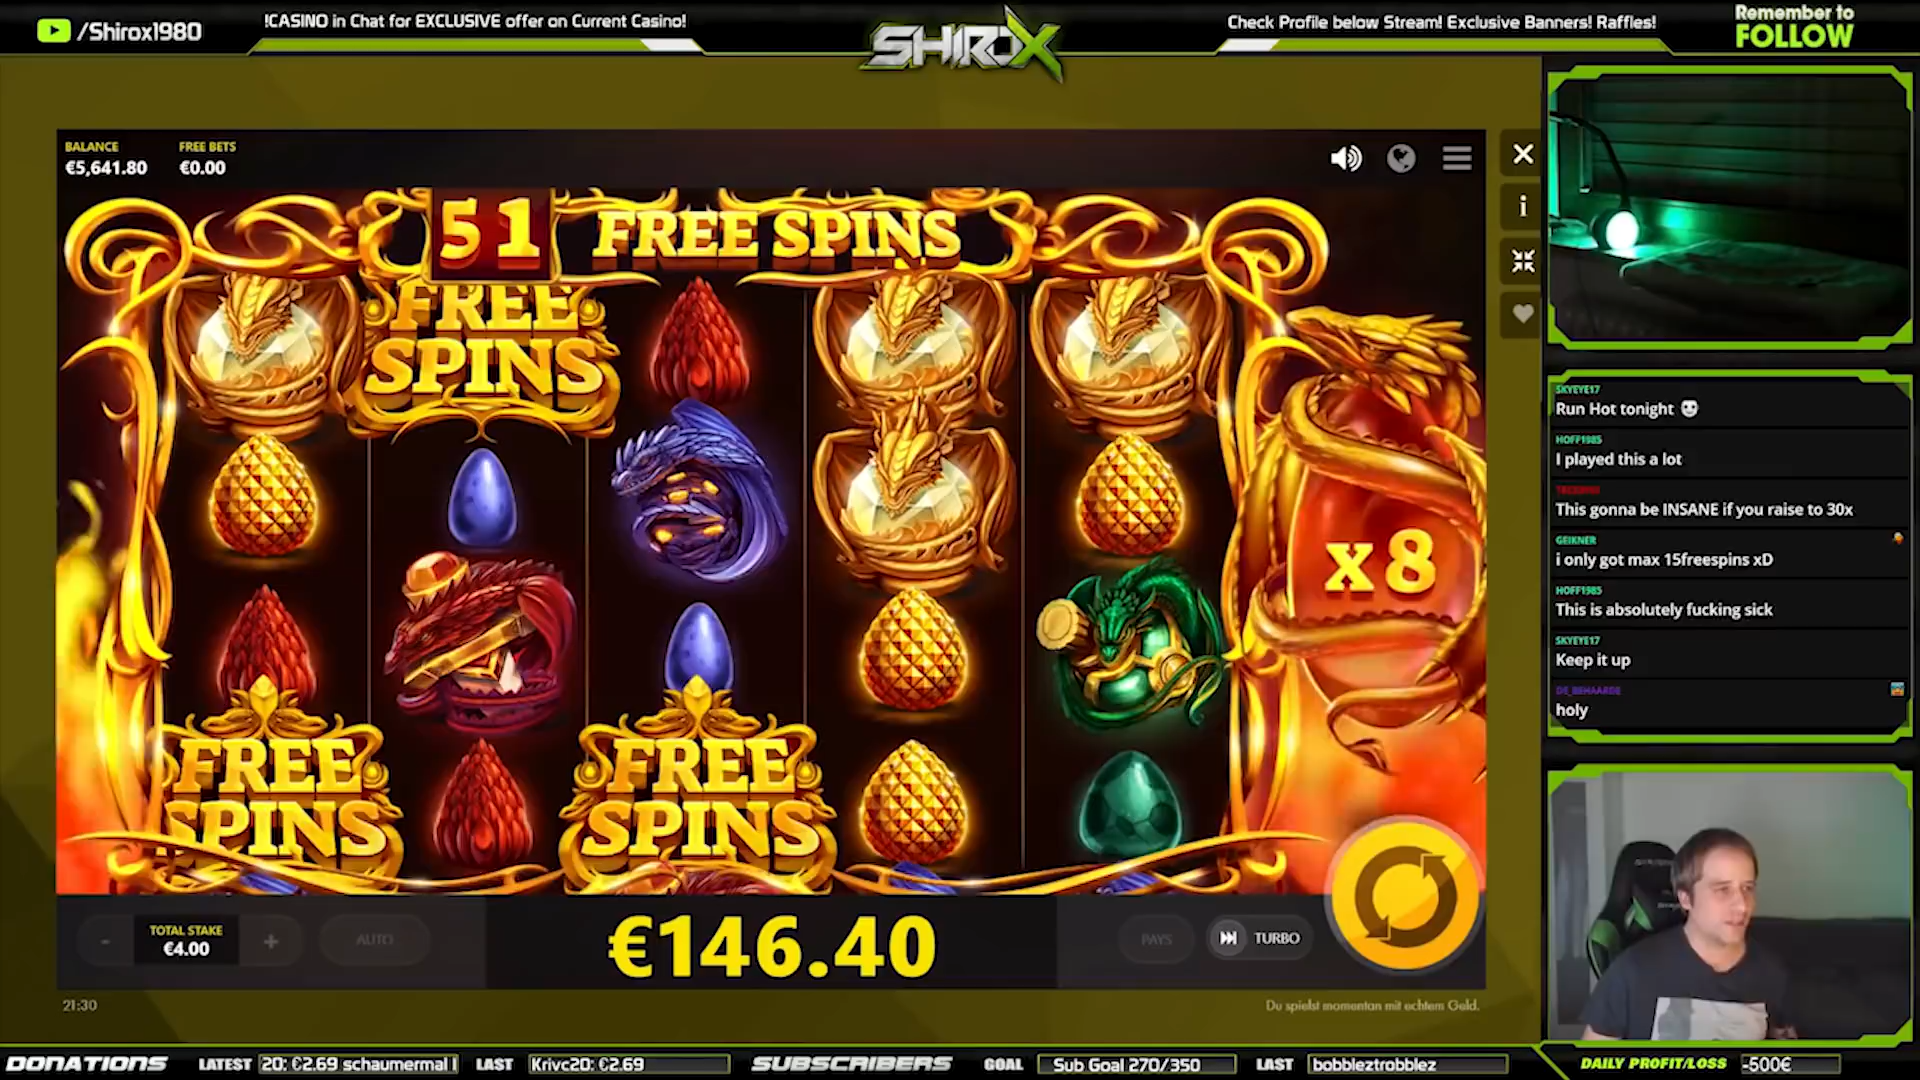 /Shirox1980
!CASINO in Chat for EXCLUSIVE offer on Current Casino!
SHIROX
Check Profile below Stream! Exclusive Banners! Raffles!
Remember to
FOLLOW
BALANCE
€5,641.80
FREE BETS
€0.00
51 FREE SPINS
FREE
SPINS
x8
FREE
SPINS
FREE
SPINS
-
TOTAL STAKE
€4.00
+
AUTO
€146.40
PAYS
TURBO
21:30
Du spielst momentan mit echtem Geld.
SKYEYE17
Run Hot tonight
HOFF1985
I played this a lot
This gonna be INSANE if you raise to 30x
GEIKNER
i only got max 15freespins xD
HOFF1985
This is absolutely fucking sick
SKYEYE17
Keep it up
DE_BEHAARDE
holy
DONATIONS LATEST 20: €2.69 schaumermal LAST Krivc20: €2.69 SUBSCRIBERS GOAL Sub Goal 270/350 LAST bobbleztrobblez DAILY PROFIT/LOSS -500€